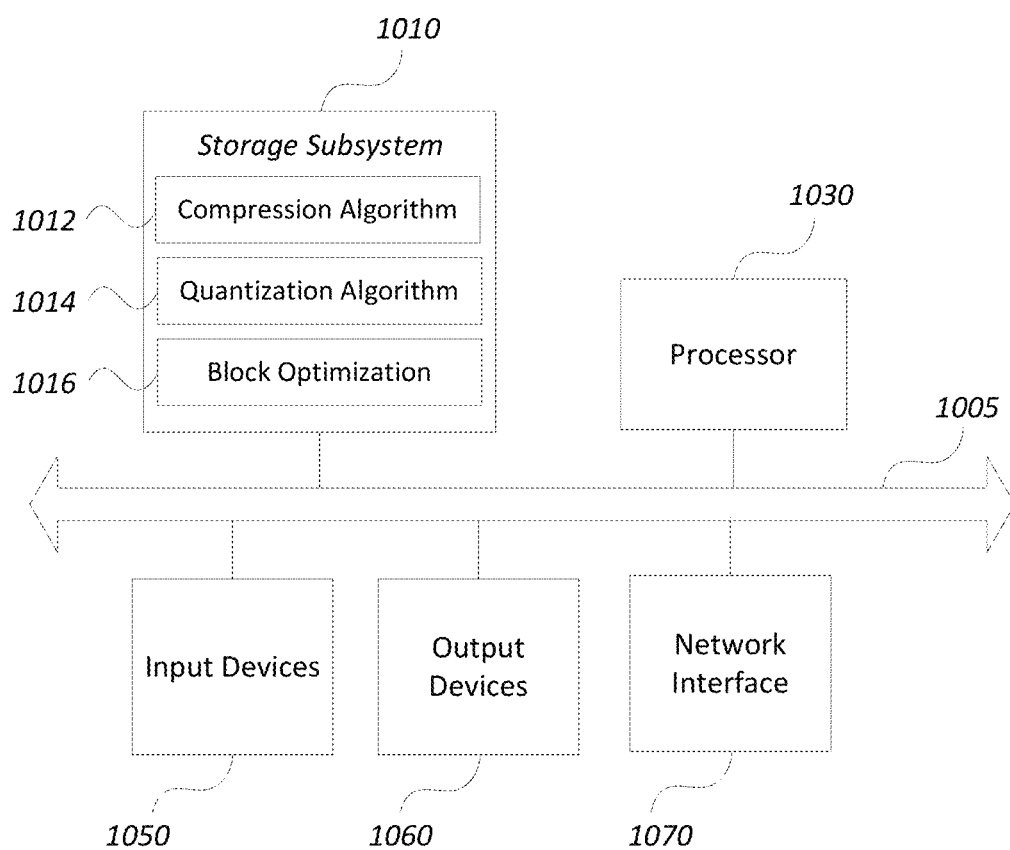 1010
Storage Subsystem
Compression Algorithm
1012
1030
Quantization Algorithm
1014
Processor
Block Optimization
1016
1005
Input Devices
Output
Devices
Network
Interface
1050
1060
1070